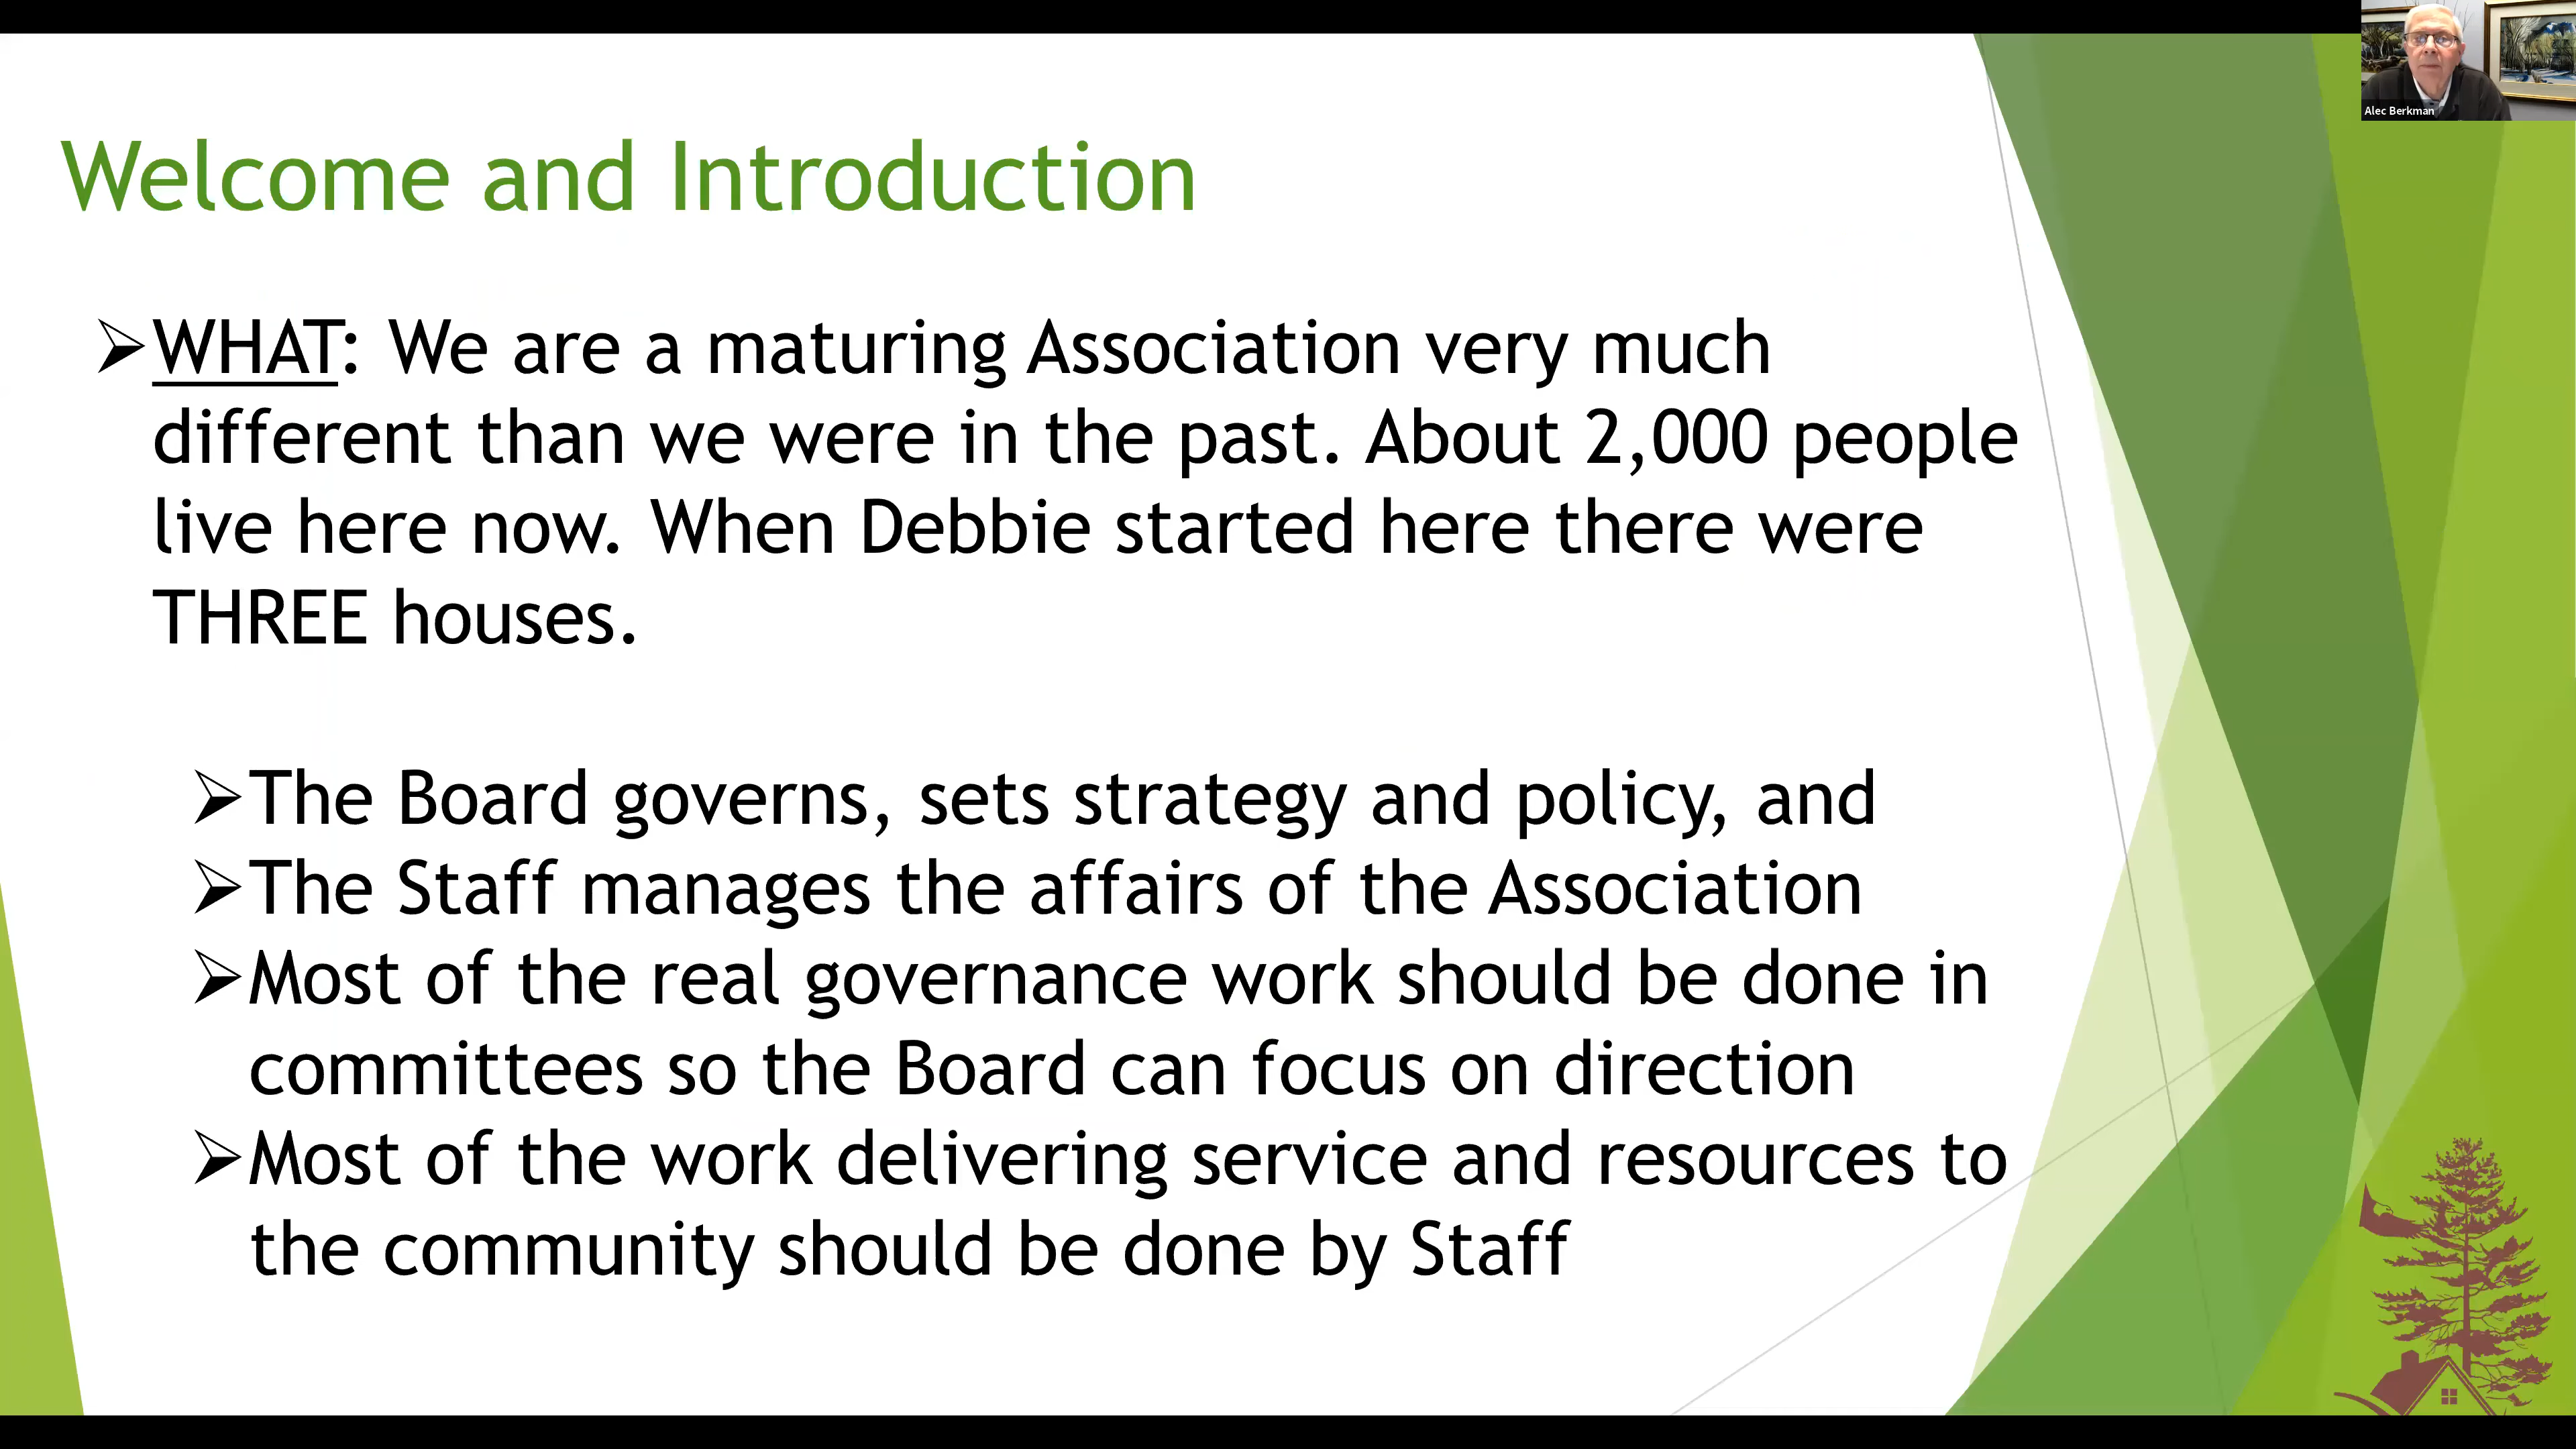 Alec Berkman
Welcome and Introduction
➢WHAT: We are a maturing Association very much
different than we were in the past. About 2,000 people
live here now. When Debbie started here there were
THREE houses.
➢The Board governs, sets strategy and policy, and
➢The Staff manages the affairs of the Association
➢Most of the real governance work should be done in
committees so the Board can focus on direction
➢Most of the work delivering service and resources to
the community should be done by Staff